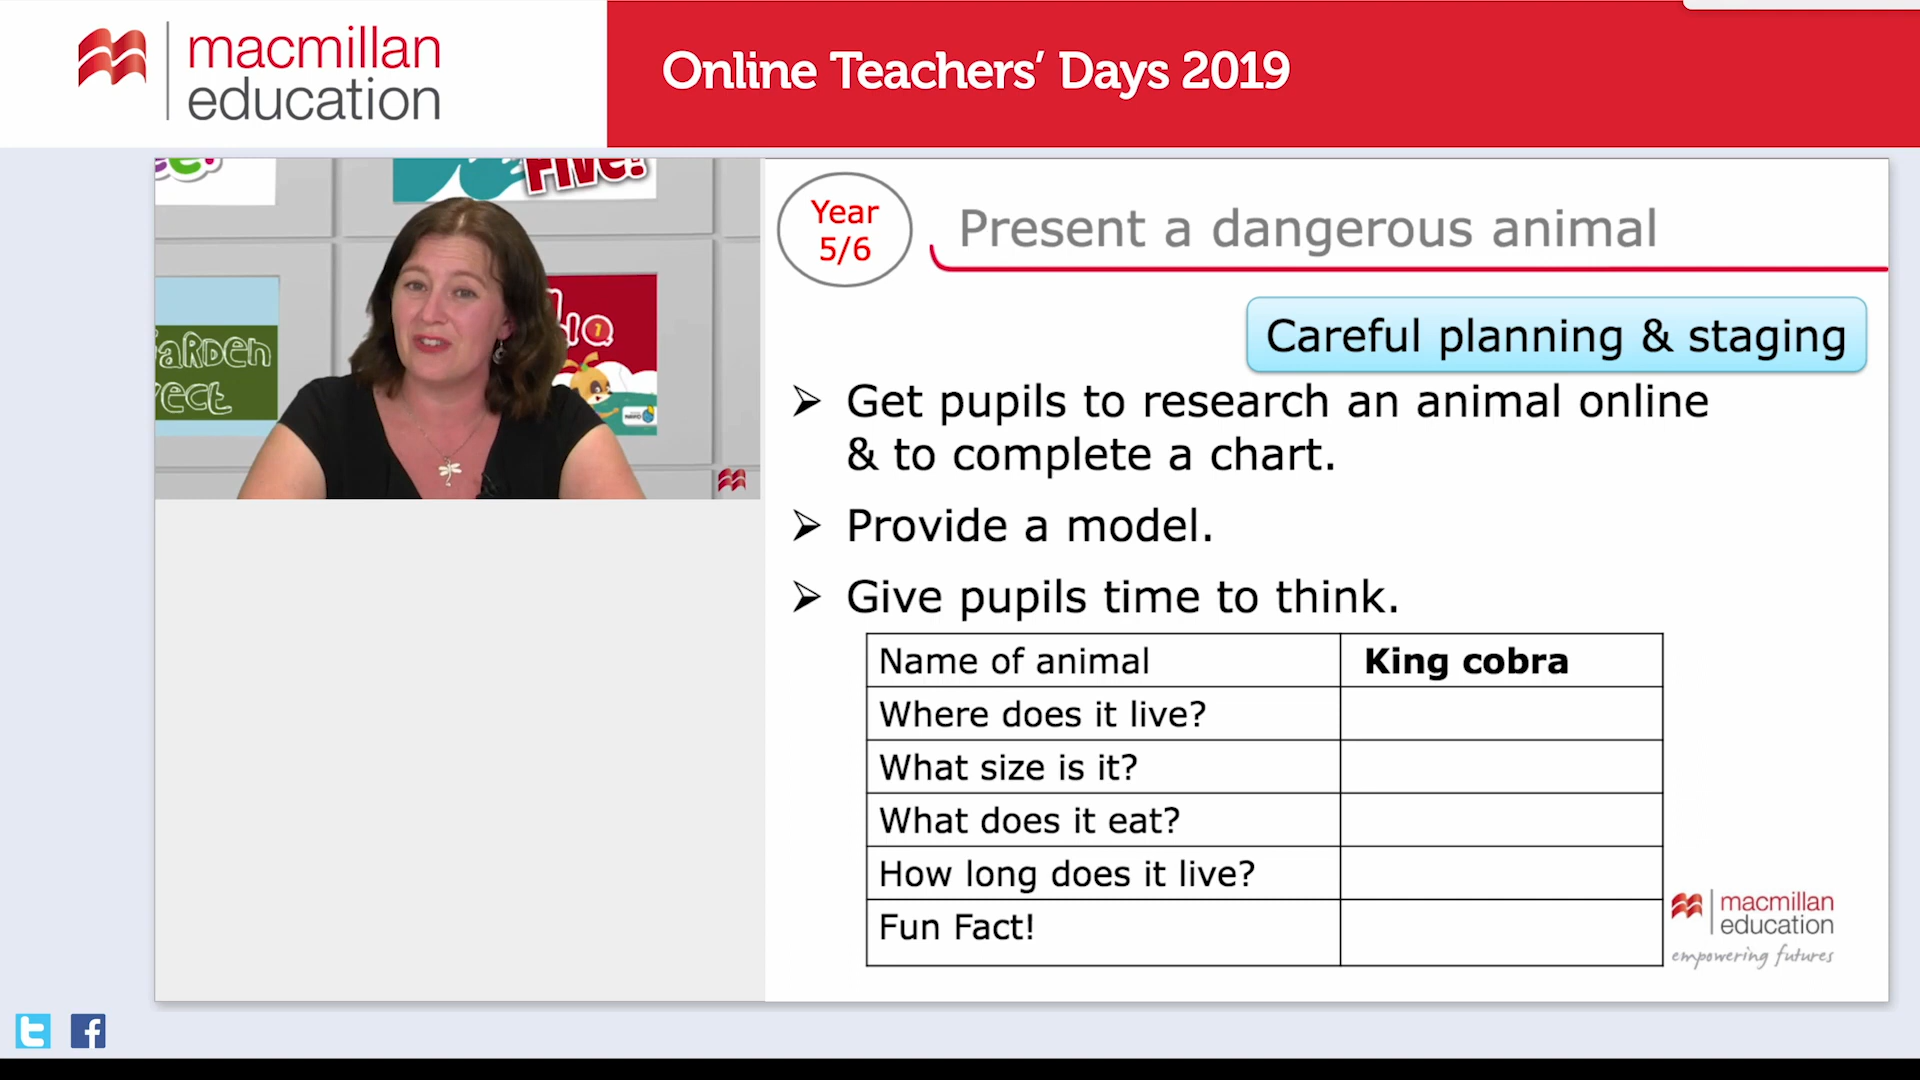 macmillan
education
Online Teachers’ Days 2019
FIVE!
GARDEN
Year
5/6
Present a dangerous animal
Careful planning & staging
➢ Get pupils to research an animal online
& to complete a chart.
➢ Provide a model.
➢ Give pupils time to think.
Name of animal King cobra
Where does it live?
What size is it?
What does it eat?
How long does it live?
Fun Fact!
macmillan
education
empowering futures